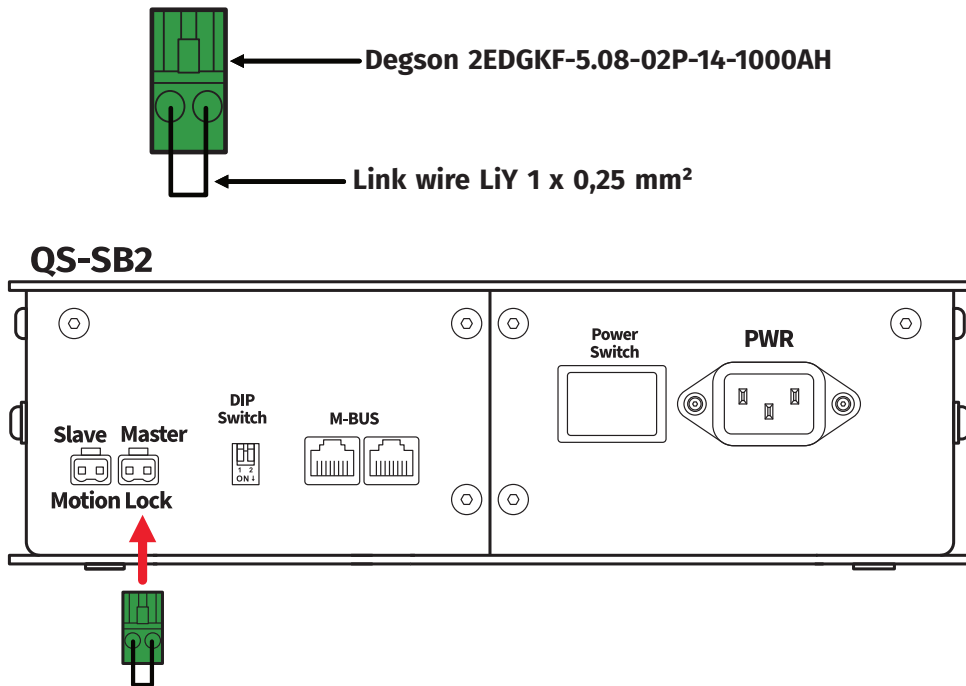 Degson 2EDGKF-5.08-02P-14-1000AH
Link wire LiY 1 x 0,25 mm²
QS-SB2
Power
Switch
PWR
DIP
Switch
M-BUS
Slave Master
1 2
ON↓
Motion Lock